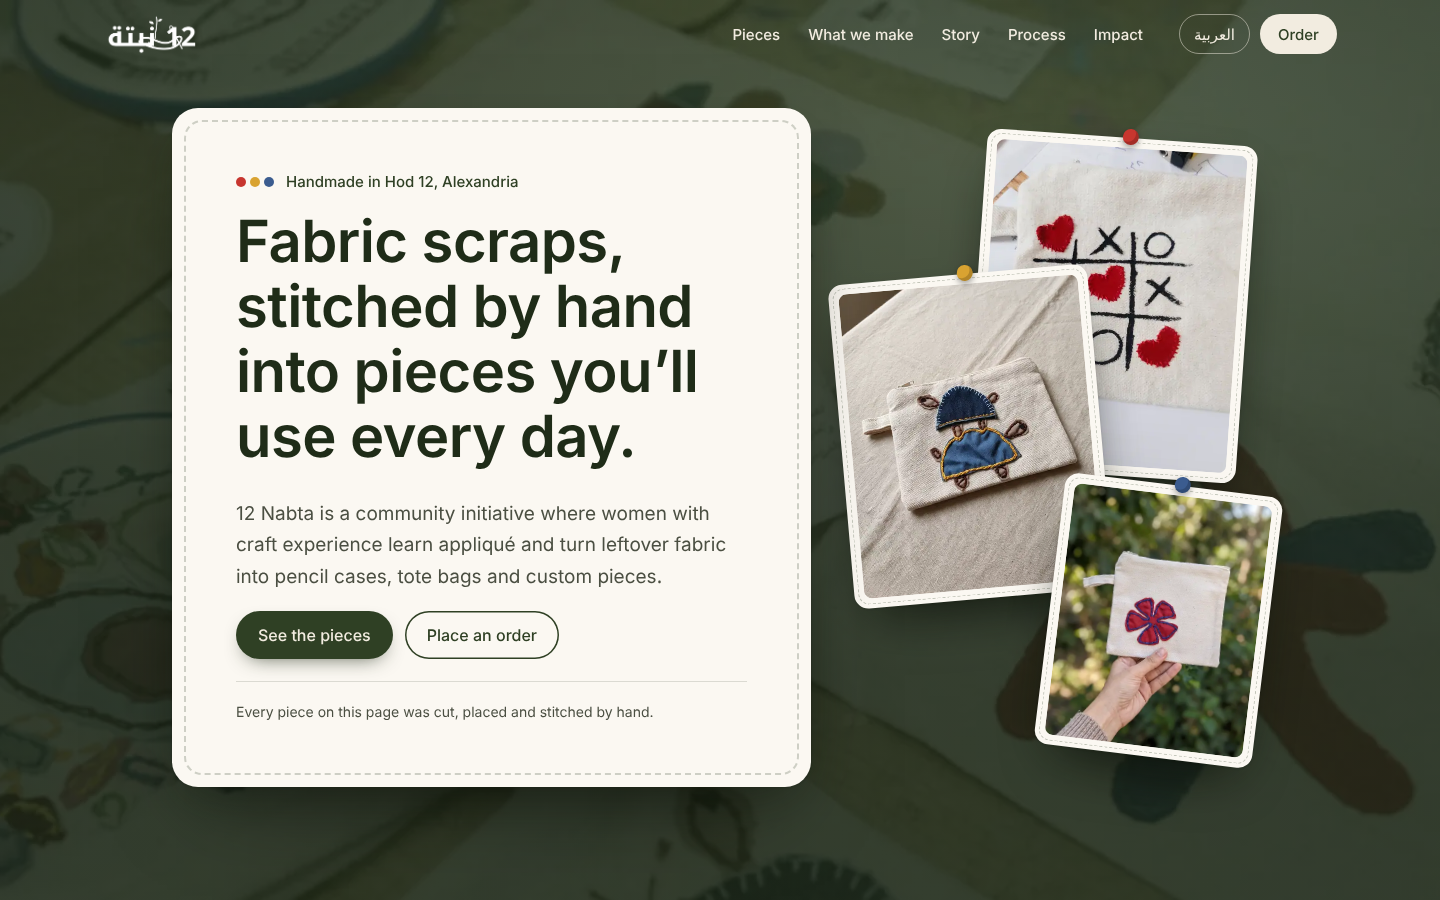 12 نبتة
Pieces
What we make
Story
Process
Impact
العربية
Order
Handmade in Hod 12, Alexandria
Fabric scraps,
stitched by hand
into pieces you’ll
use every day.
12 Nabta is a community initiative where women with
craft experience learn appliqué and turn leftover fabric
into pencil cases, tote bags and custom pieces.
See the pieces
Place an order
Every piece on this page was cut, placed and stitched by hand.
X O
X
O